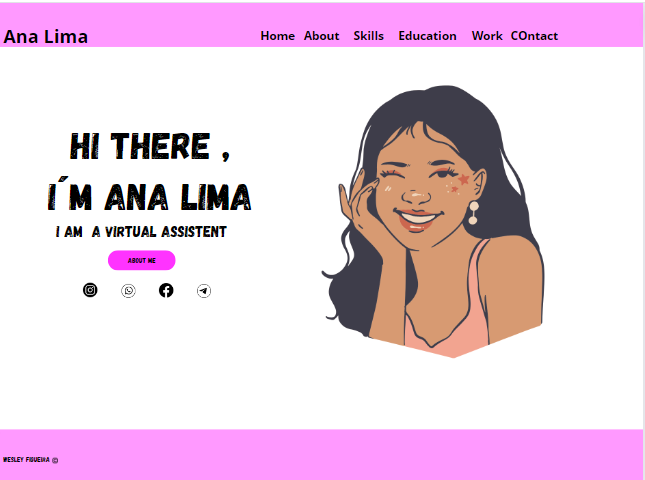 Ana Lima Home About Skills Education Work COntact
HI THERE ,
I´M ANA LIMA
I AM A VIRTUAL ASSISTENT
ABOUT ME
WESLEY FIGUEIRA ©